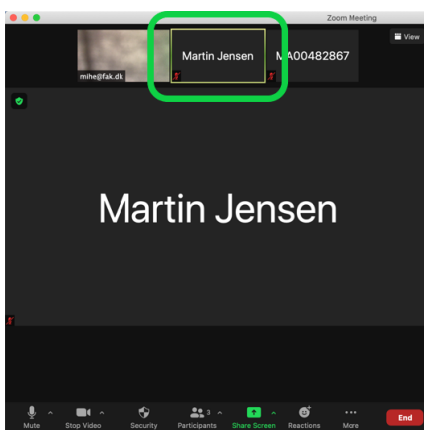 Zoom Meeting
View
mihe@fak.dk
Martin Jensen
MA00482867
Martin Jensen
3
Mute Stop Video Security Participants Share Screen Reactions More End